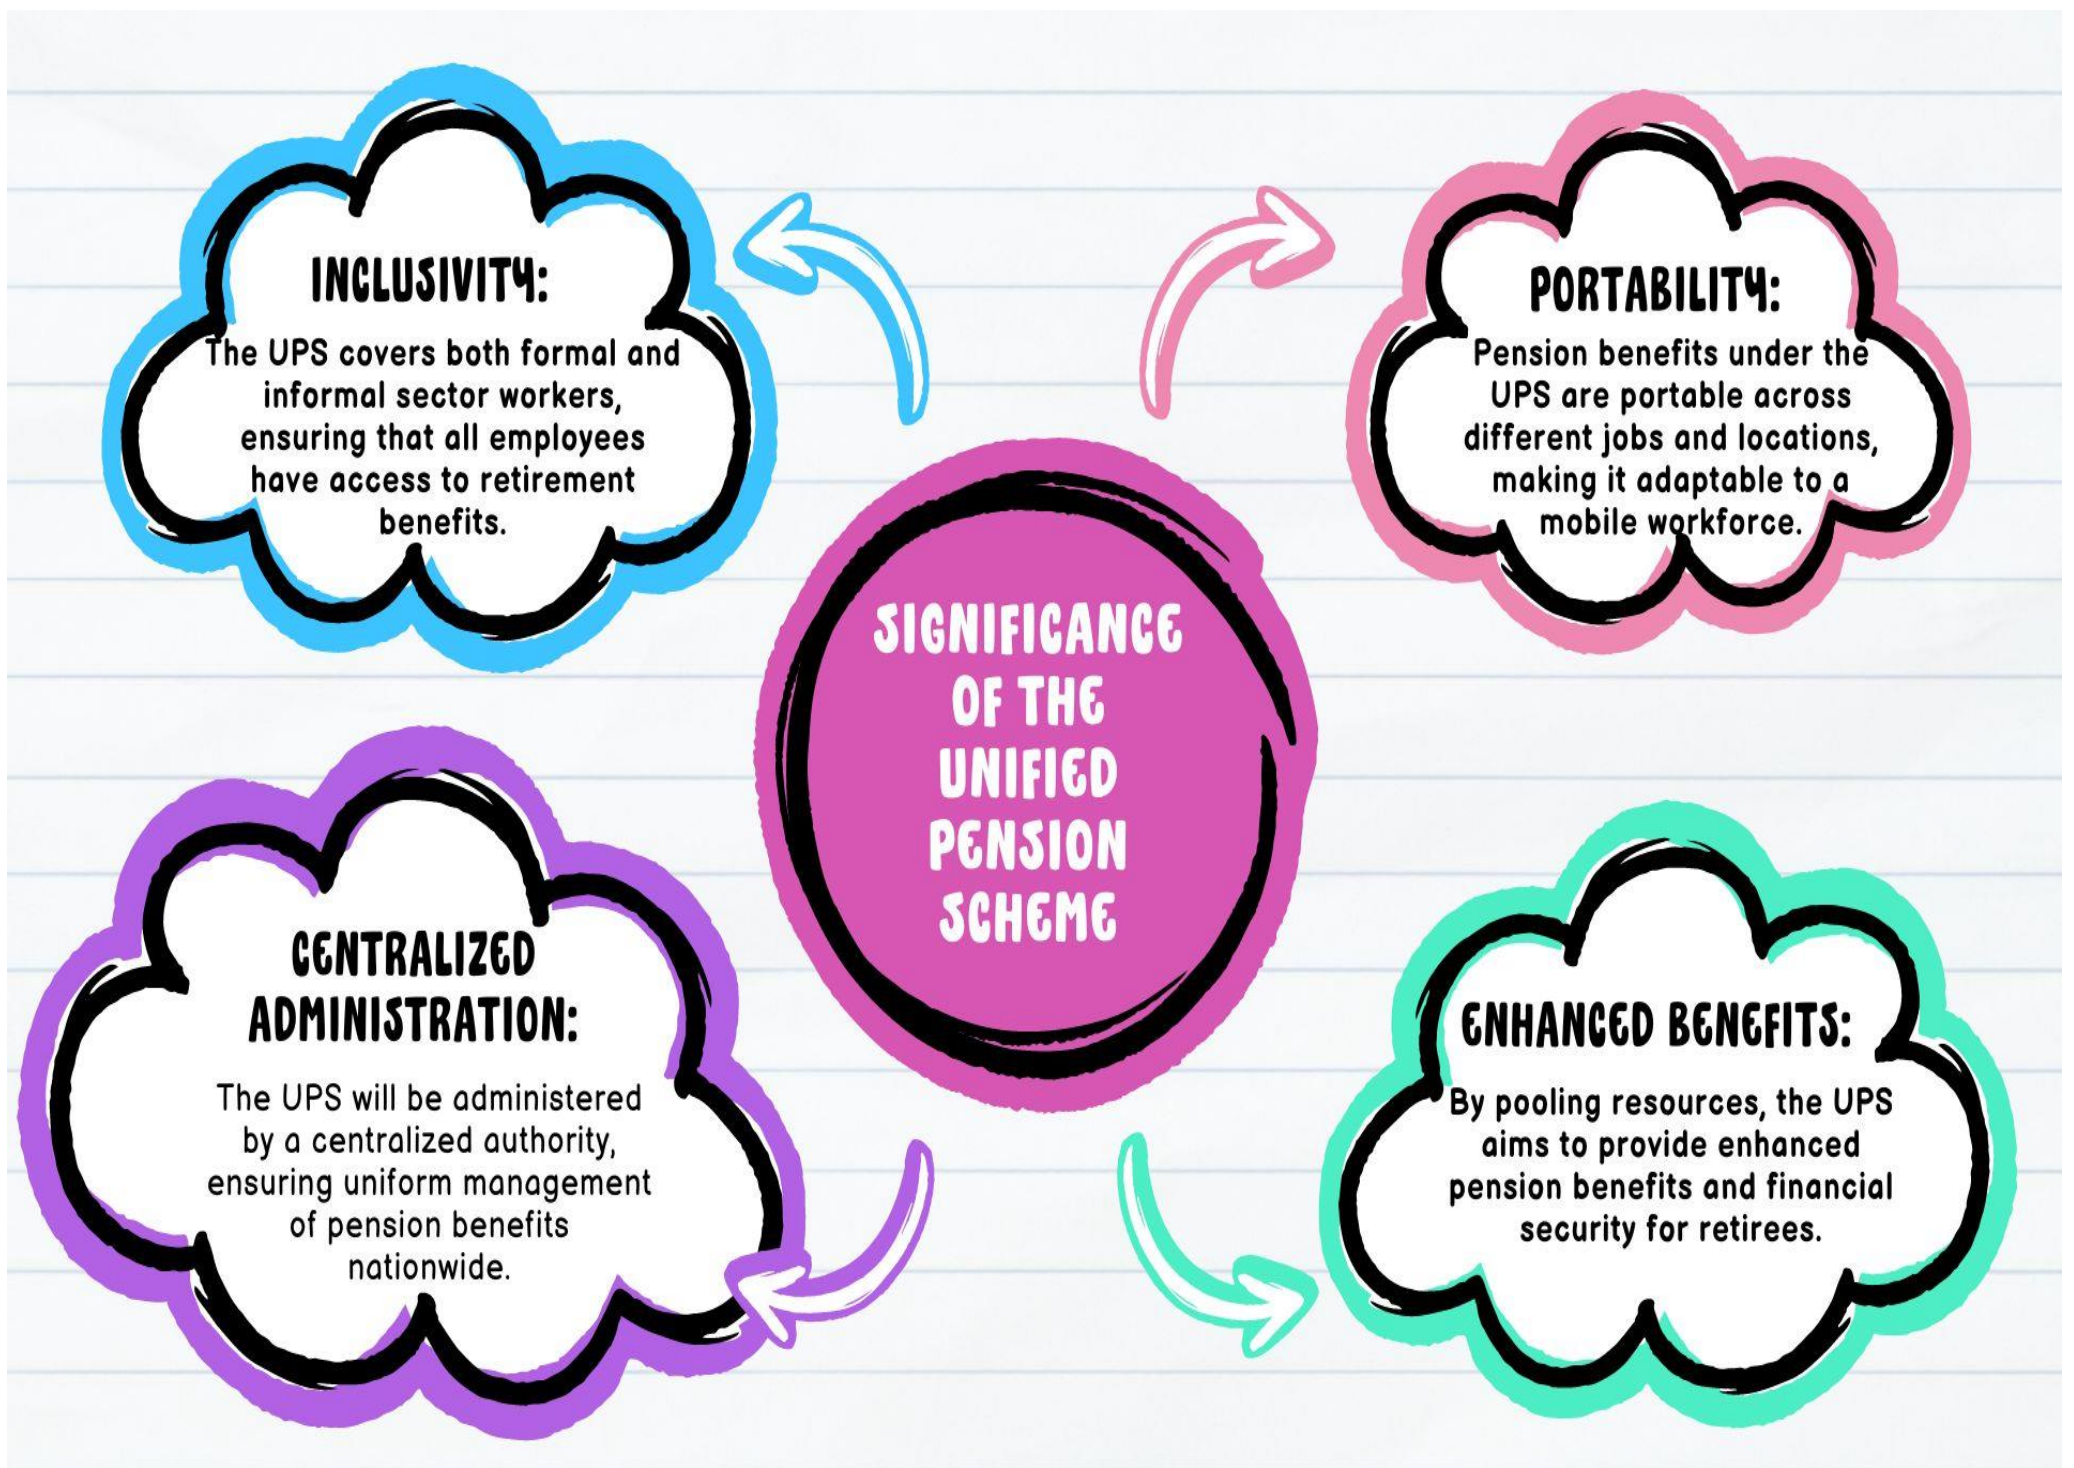 INCLUSIVITY:
The UPS covers both formal and
informal sector workers,
ensuring that all employees
have access to retirement
benefits.
PORTABILITY:
Pension benefits under the
UPS are portable across
different jobs and locations,
making it adaptable to a
mobile workforce.
SIGNIFICANCE
OF THE
UNIFIED
PENSION
SCHEME
CENTRALIZED
ADMINISTRATION:
The UPS will be administered
by a centralized authority,
ensuring uniform management
of pension benefits
nationwide.
ENHANCED BENEFITS:
By pooling resources, the UPS
aims to provide enhanced
pension benefits and financial
security for retirees.